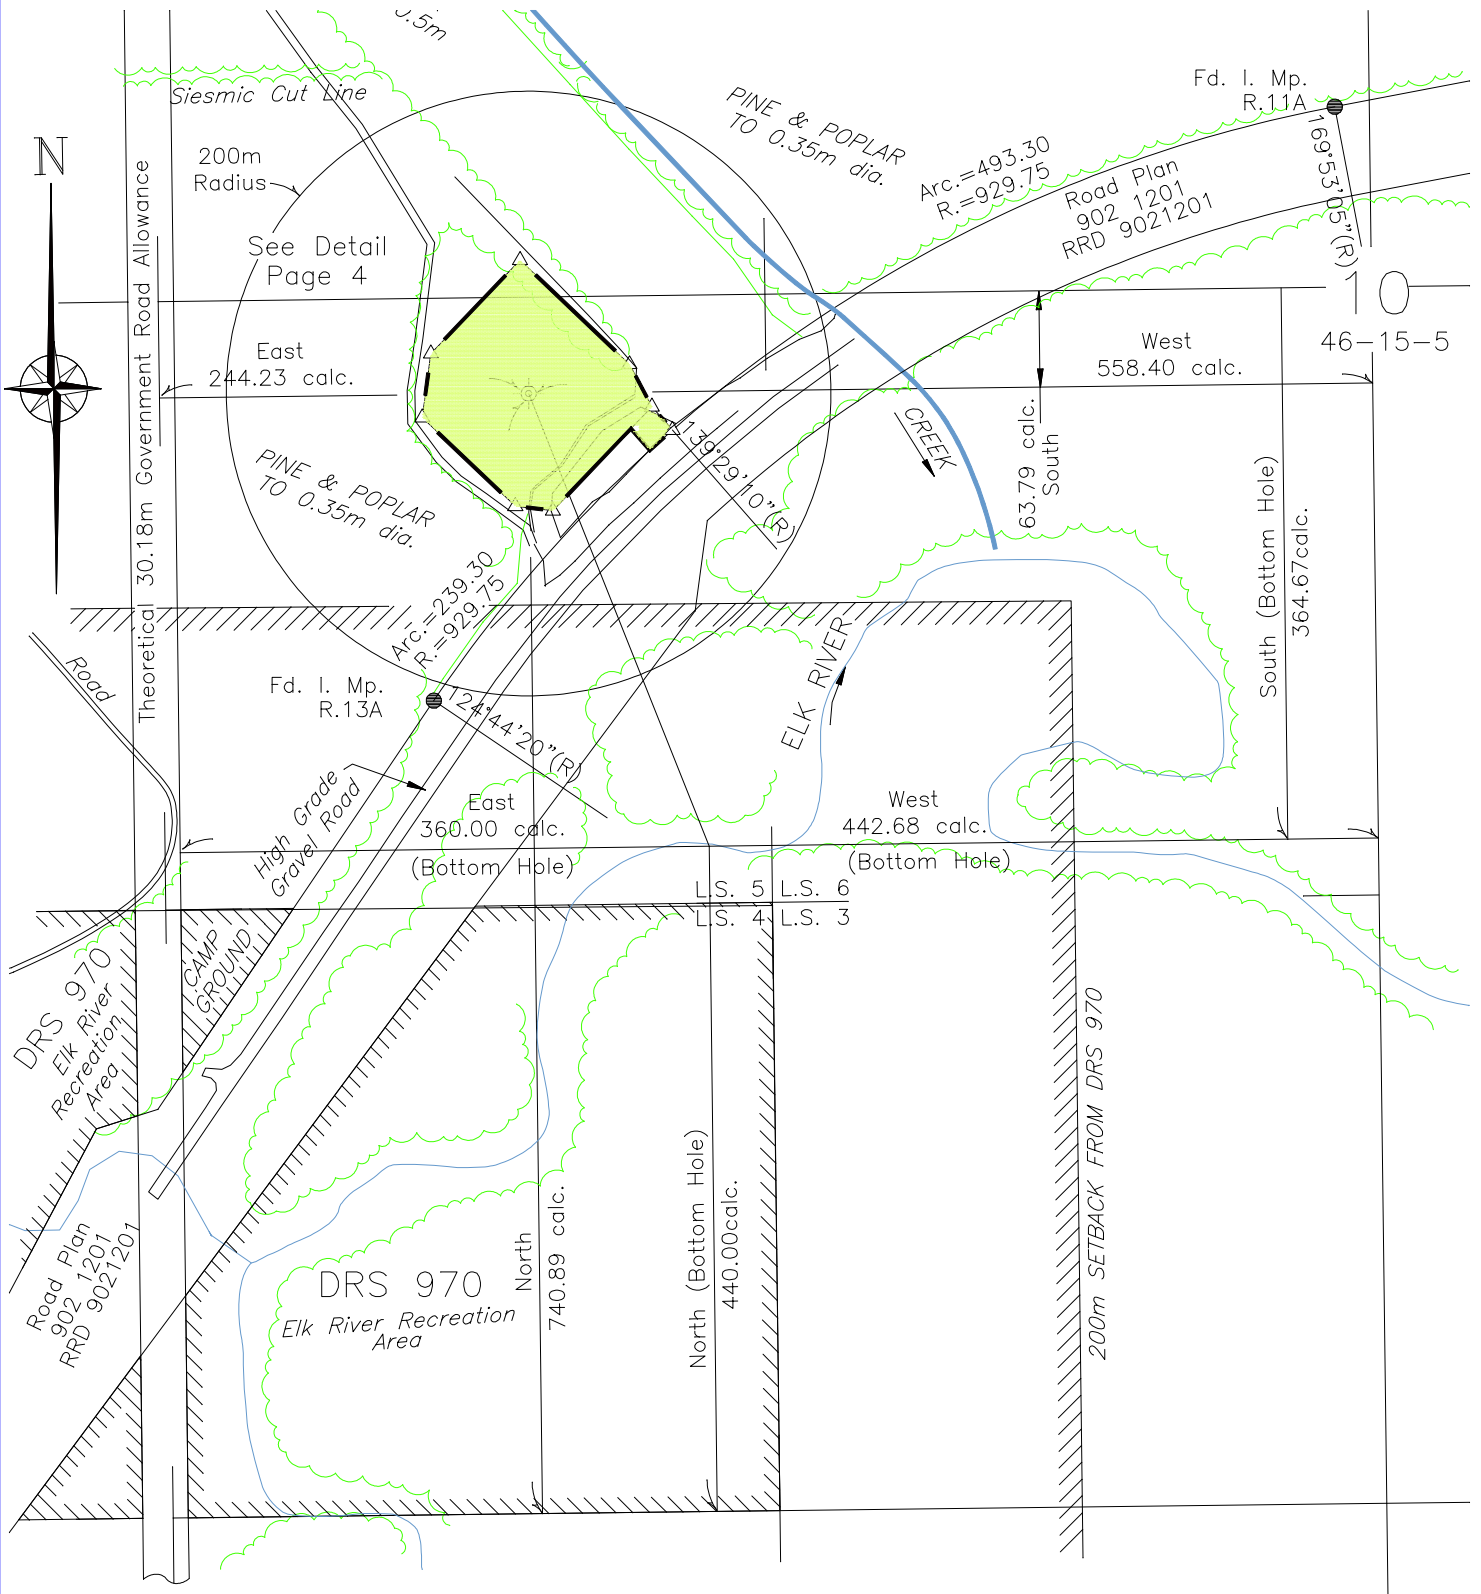 0.5m
Siesmic Cut Line
N
200m
Radius
See Detail
Page 4
PINE & POPLAR
TO 0.35m dia.
Fd. I. Mp.
R.11A
169°53'05"(R)
Arc.=493.30
R.=929.75
Road Plan
902 1201
RRD 9021201
10
46-15-5
Theoretical 30.18m Government Road Allowance
East
244.23 calc.
West
558.40 calc.
CREEK
63.79 calc.
South
South (Bottom Hole)
364.67calc.
PINE & POPLAR
TO 0.35m dia.
139°29'10"(R)
Arc.=239.30
R.=929.75
Road
Fd. I. Mp.
R.13A
124°44'20"(R)
ELK RIVER
High Grade
Gravel Road
East
360.00 calc.
(Bottom Hole)
West
442.68 calc.
(Bottom Hole)
L.S. 5
L.S. 6
L.S. 4
L.S. 3
CAMP
GROUND
DRS 970
Elk River
Recreation
Area
North
740.89 calc.
North (Bottom Hole)
440.00calc.
200m SETBACK FROM DRS 970
Road Plan
902 1201
RRD 9021201
DRS 970
Elk River Recreation
Area